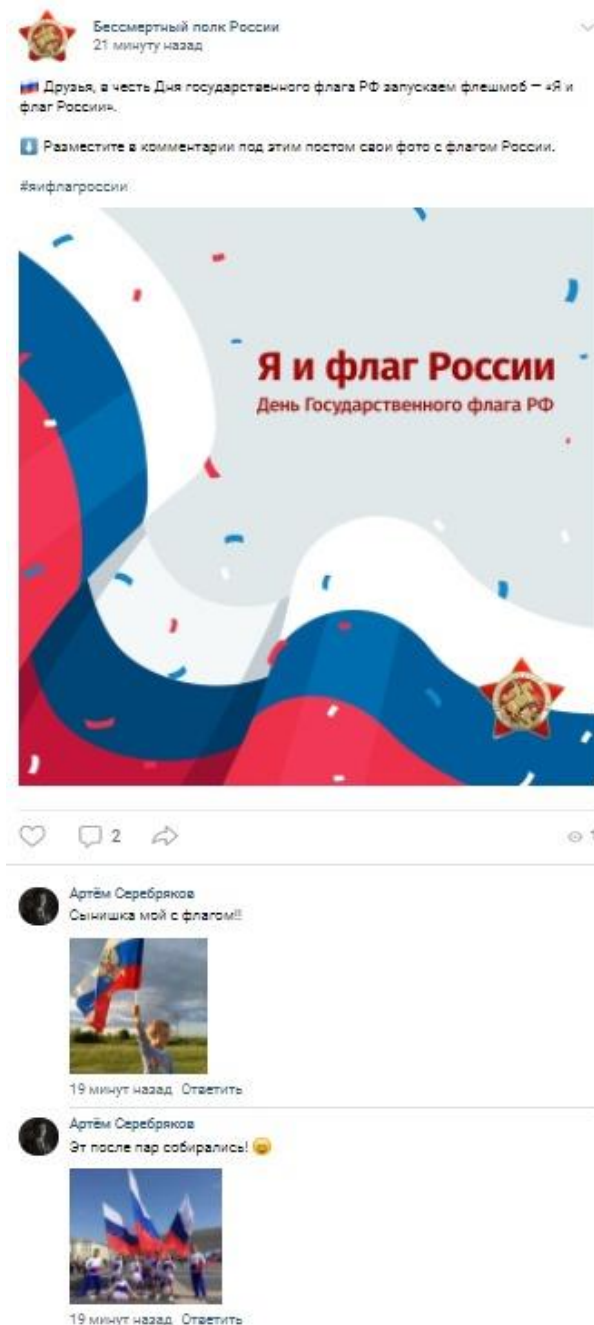 Бессмертный полк России
21 минуту назад
🇷🇺 Друзья, в честь Дня государственного флага РФ запускаем флешмоб — «Я и
флаг России».
⬇️ Разместите в комментарии под этим постом свои фото с флагом России.
#яифлагроссии
Я и флаг России
День Государственного флага РФ
2
1
Артём Серебряков
Сынишка мой с флагом!!
19 минут назад Ответить
Артём Серебряков
Эт после пар собирались! 😄
19 минут назад Ответить